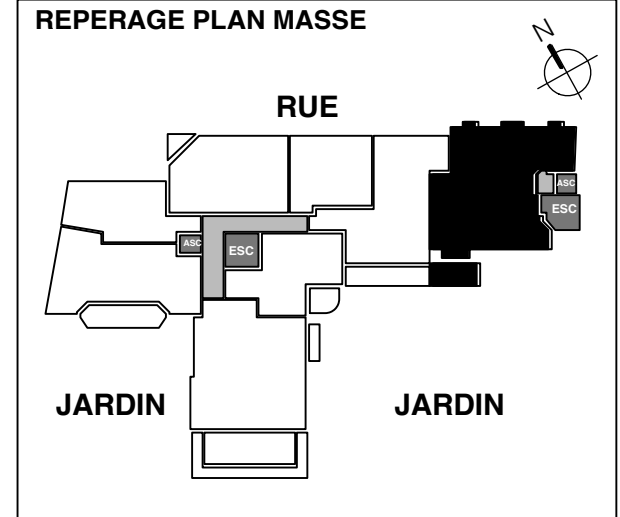 REPERAGE PLAN MASSE
N
RUE
ASC
ESC
ASC
ESC
JARDIN
JARDIN